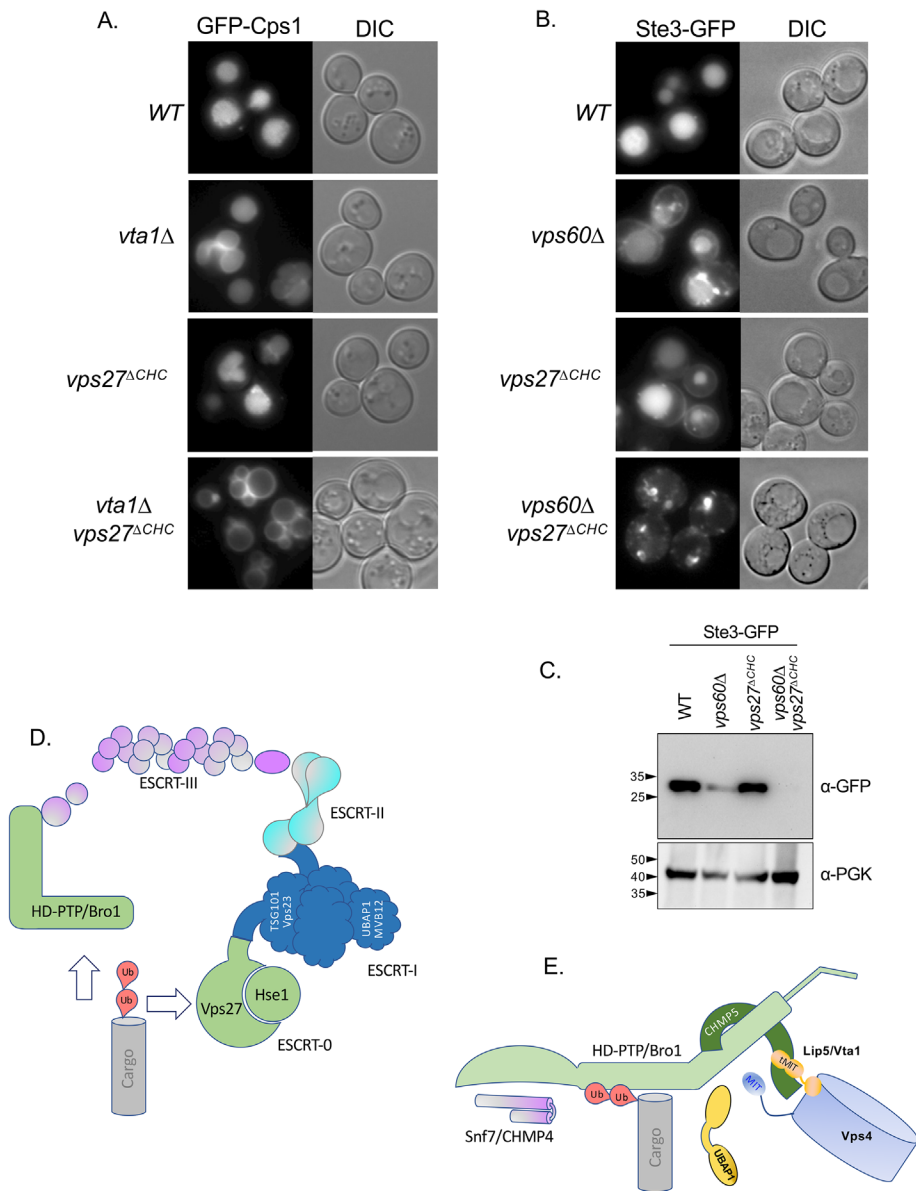 A.
GFP-Cps1
DIC
WT
vta1Δ
vps27ΔCHC
vta1Δ
vps27ΔCHC
B.
Ste3-GFP
DIC
WT
vps60Δ
vps27ΔCHC
vps60Δ
vps27ΔCHC
C.
Ste3-GFP
WT
vps60Δ
vps27ΔCHC
vps60Δ
vps27ΔCHC
35
25
α-GFP
50
40
35
α-PGK
D.
ESCRT-III
ESCRT-II
HD-PTP/Bro1
TSG101
Vps23
UBAP1
MVB12
ESCRT-I
Ub
Ub
Vps27
Hse1
ESCRT-0
Cargo
E.
CHMP5
HD-PTP/Bro1
Lip5/Vta1
tMIT
MIT
Ub
Ub
Snf7/CHMP4
Cargo
UBAP1
Vps4